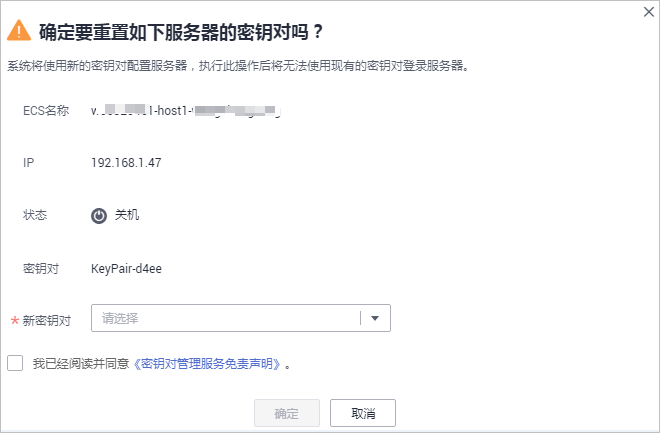 确定要重置如下服务器的密钥对吗？
系统将使用新的密钥对配置服务器，执行此操作后将无法使用现有的密钥对登录服务器。
ECS名称 -host1-
IP 192.168.1.47
状态 关机
密钥对 KeyPair-d4ee
* 新密钥对 请选择
我已经阅读并同意《密钥对管理服务免责声明》。
确定 取消